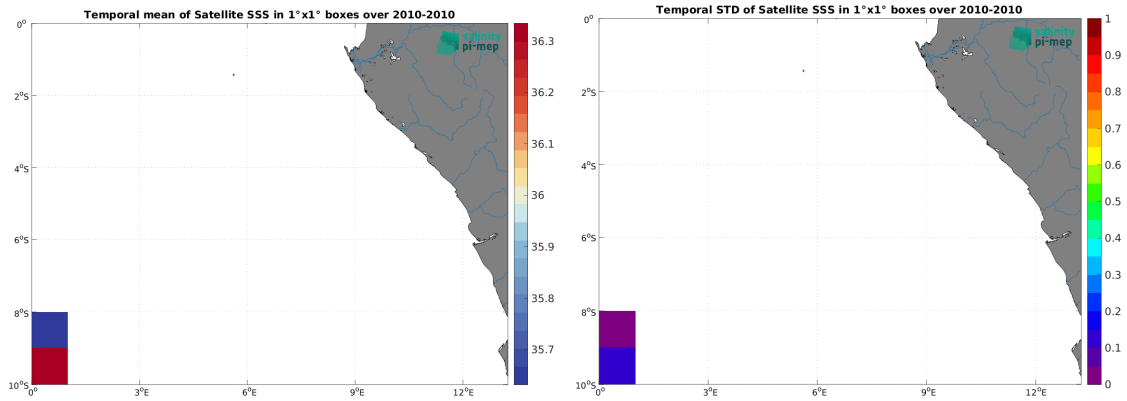 Temporal mean of Satellite SSS in 1°x1° boxes over 2010-2010
0°
2°S
4°S
6°S
8°S
10°S
0°
3°E
6°E
9°E
12°E
salinity
pi-mep
36.3
36.2
36.1
36
35.9
35.8
35.7
Temporal STD of Satellite SSS in 1°x1° boxes over 2010-2010
0°
2°S
4°S
6°S
8°S
10°S
0°
3°E
6°E
9°E
12°E
salinity
pi-mep
1
0.9
0.8
0.7
0.6
0.5
0.4
0.3
0.2
0.1
0